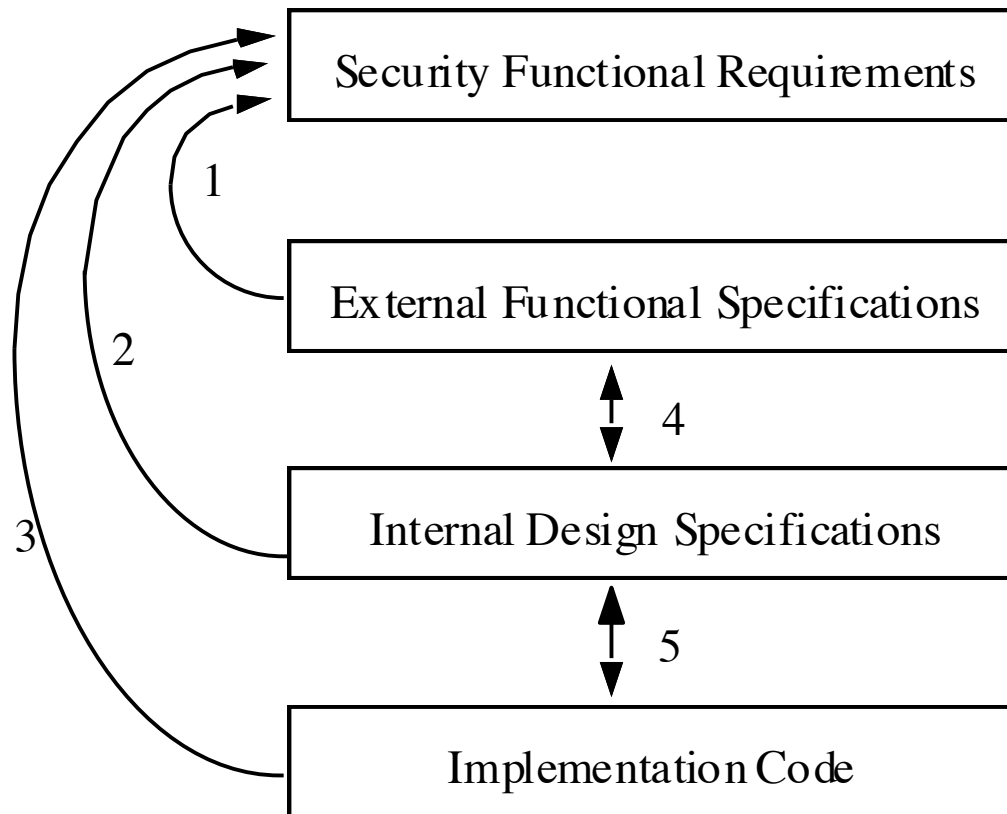 Security Functional Requirements
1
External Functional Specifications
2
4
Internal Design Specifications
3
5
Implementation Code